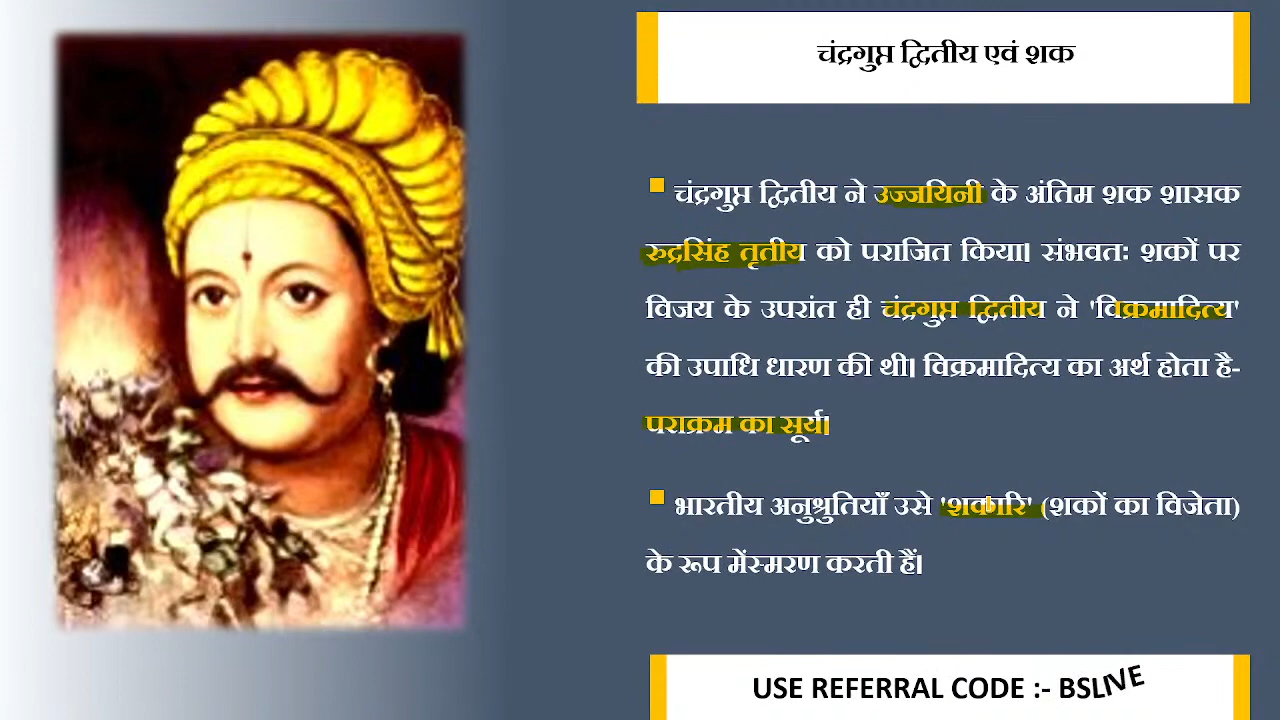 चंद्रगुप्त द्वितीय एवं शक
चंद्रगुप्त द्वितीय ने उज्जयिनी के अंतिम शक शासक
रुद्रसिंह तृतीय को पराजित किया। संभवतः शकों पर
विजय के उपरांत ही चंद्रगुप्त द्वितीय ने 'विक्रमादित्य'
की उपाधि धारण की थी। विक्रमादित्य का अर्थ होता है-
पराक्रम का सूर्य।
भारतीय अनुश्रुतियाँ उसे 'शकारि' (शकों का विजेता)
के रूप मेंस्मरण करती हैं।
USE REFERRAL CODE :- BSLIVE